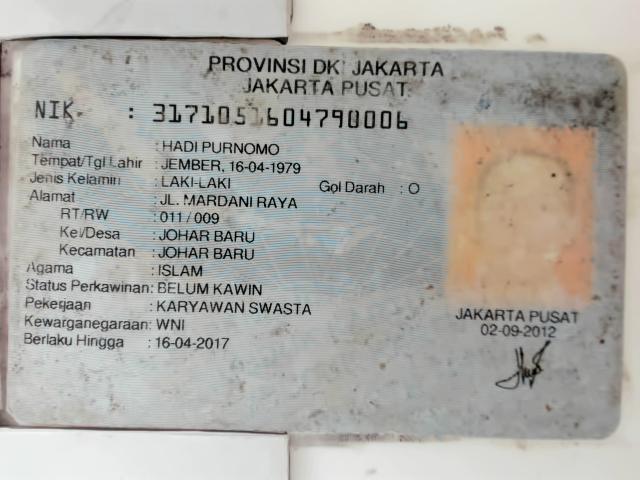 PROVINSI DKI JAKARTA
JAKARTA PUSAT
NIK : 3171051604790006
Nama : HADI PURNOMO
Tempat/Tgl Lahir : JEMBER, 16-04-1979
Jenis Kelamin : LAKI-LAKI Gol Darah : O
Alamat : JL. MARDANI RAYA
RT/RW : 011 / 009
Kel/Desa : JOHAR BARU
Kecamatan : JOHAR BARU
Agama : ISLAM
Status Perkawinan: BELUM KAWIN
Pekerjaan : KARYAWAN SWASTA
Kewarganegaraan: WNI
Berlaku Hingga : 16-04-2017
JAKARTA PUSAT
02-09-2012